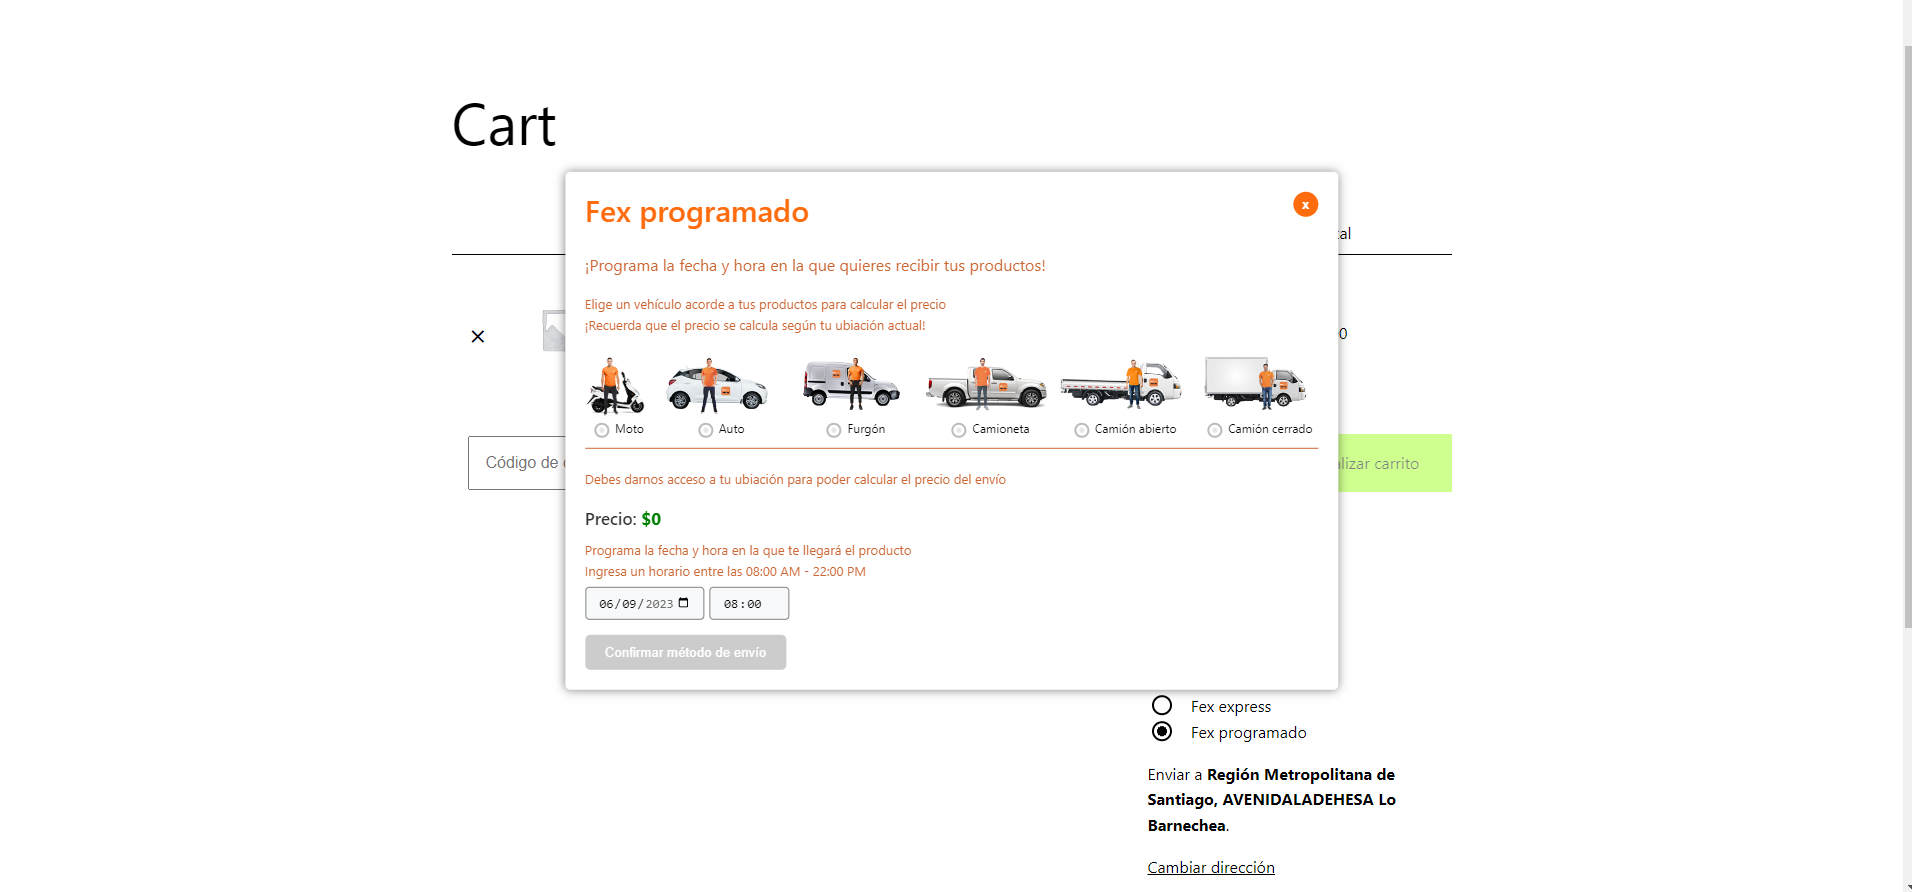 Cart
Fex programado
x
¡Programa la fecha y hora en la que quieres recibir tus productos!
Elige un vehículo acorde a tus productos para calcular el precio
¡Recuerda que el precio se calcula según tu ubiación actual!
Moto
Auto
Furgón
Camioneta
Camión abierto
Camión cerrado
Código de
lizar carrito
Debes darnos acceso a tu ubiación para poder calcular el precio del envío
Precio: $0
Programa la fecha y hora en la que te llegará el producto
Ingresa un horario entre las 08:00 AM - 22:00 PM
06/09/2023
08:00
Confirmar método de envío
Fex express
Fex programado
Enviar a Región Metropolitana de
Santiago, AVENIDALADEHESA Lo
Barnechea.
Cambiar dirección